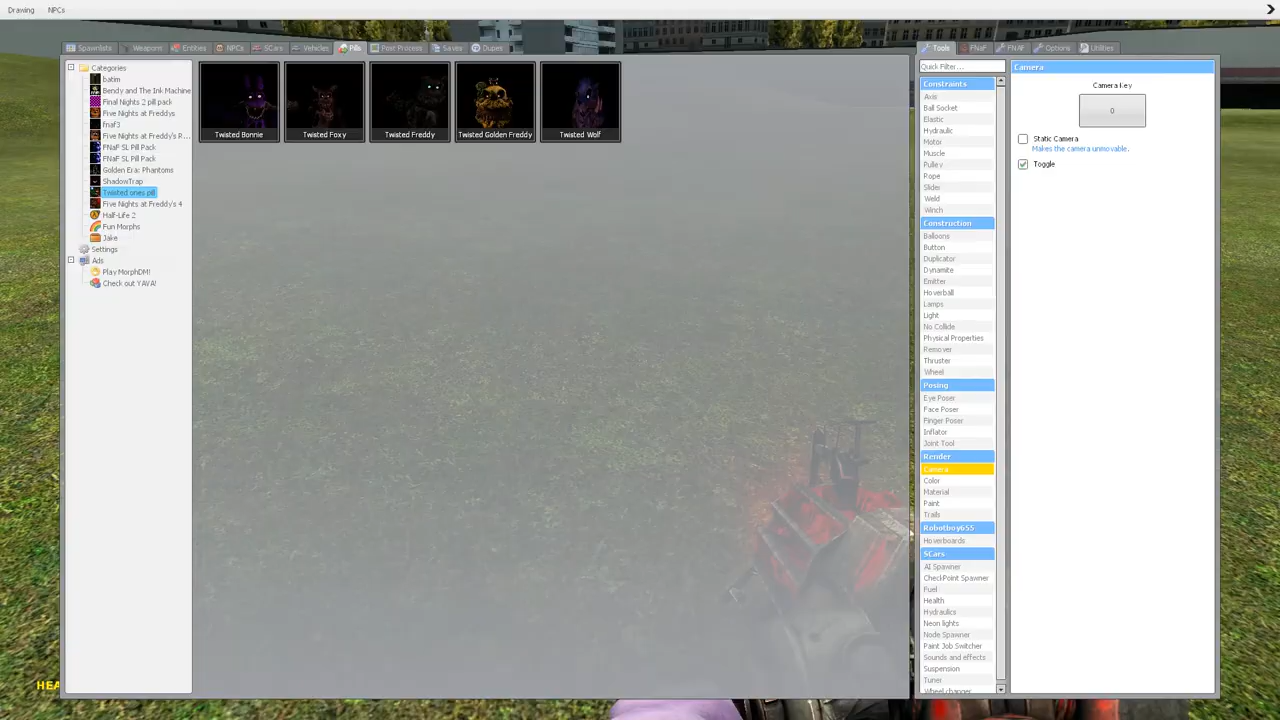 Drawing NPCs
Spawnlists Weapons Entities NPCs SCars Vehicles Pills Post Process Saves Dupes
Tools FNaF FNAF Options Utilities
Categories
batim
Bendy and The Ink Machine
Final Nights 2 pill pack
Five Nights at Freddys
fnaf3
Five Nights at Freddy's R...
FNaF SL Pill Pack
FNaF SL Pill Pack
Golden Era: Phantoms
ShadowTrap
Twisted ones pill
Five Nights at Freddy's 4
Half-Life 2
Fun Morphs
Jake
Settings
Ads
Play MorphDM!
Check out YAVA!
Twisted Bonnie Twisted Foxy Twisted Freddy Twisted Golden Freddy Twisted Wolf
Quick Filter...
Constraints
Axis
Ball Socket
Elastic
Hydraulic
Motor
Muscle
Pulley
Rope
Slider
Weld
Winch
Construction
Balloons
Button
Duplicator
Dynamite
Emitter
Hoverball
Lamps
Light
No Collide
Physical Properties
Remover
Thruster
Wheel
Posing
Eye Poser
Face Poser
Finger Poser
Inflator
Joint Tool
Render
Camera
Color
Material
Paint
Trails
Robotboy655
Hoverboards
SCars
AI Spawner
CheckPoint Spawner
Fuel
Health
Hydraulics
Neon lights
Node Spawner
Paint Job Switcher
Sounds and effects
Suspension
Tuner
Wheel changer
Camera
Camera Key
0
Static Camera
Makes the camera unmovable.
Toggle
HEA